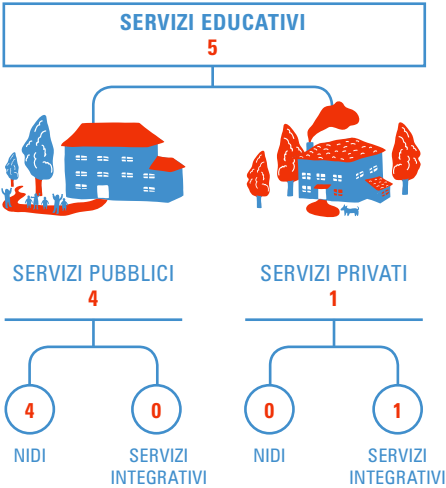 SERVIZI EDUCATIVI
5
SERVIZI PUBBLICI
4
SERVIZI PRIVATI
1
4
NIDI
0
SERVIZI
INTEGRATIVI
0
NIDI
1
SERVIZI
INTEGRATIVI